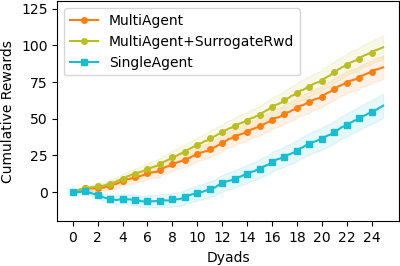 MultiAgent
MultiAgent+SurrogateRwd
SingleAgent
Cumulative Rewards
125
100
75
50
25
0
0 2 4 6 8 10 12 14 16 18 20 22 24
Dyads